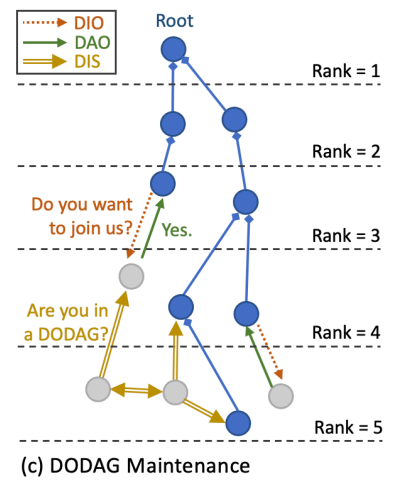 DIO
DAO
DIS
Root
Rank = 1
Rank = 2
Do you want
to join us?
Yes.
Rank = 3
Are you in
a DODAG?
Rank = 4
Rank = 5
(c) DODAG Maintenance